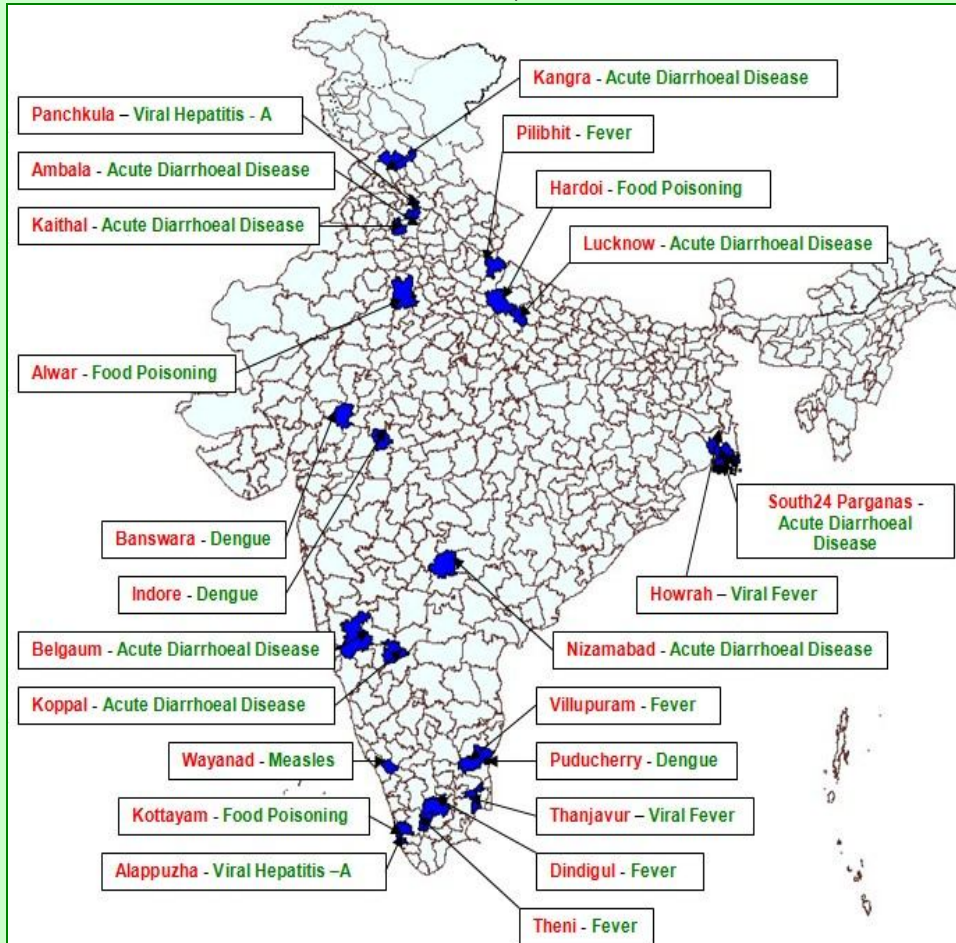 Kangra - Acute Diarrhoeal Disease
Panchkula – Viral Hepatitis - A
Pilibhit - Fever
Ambala - Acute Diarrhoeal Disease
Hardoi - Food Poisoning
Kaithal - Acute Diarrhoeal Disease
Lucknow - Acute Diarrhoeal Disease
Alwar - Food Poisoning
South24 Parganas -
Acute Diarrhoeal
Disease
Banswara - Dengue
Indore - Dengue
Howrah – Viral Fever
Belgaum - Acute Diarrhoeal Disease
Nizamabad - Acute Diarrhoeal Disease
Koppal - Acute Diarrhoeal Disease
Villupuram - Fever
Wayanad - Measles
Puducherry - Dengue
Kottayam - Food Poisoning
Thanjavur – Viral Fever
Alappuzha - Viral Hepatitis –A
Dindigul - Fever
Theni - Fever